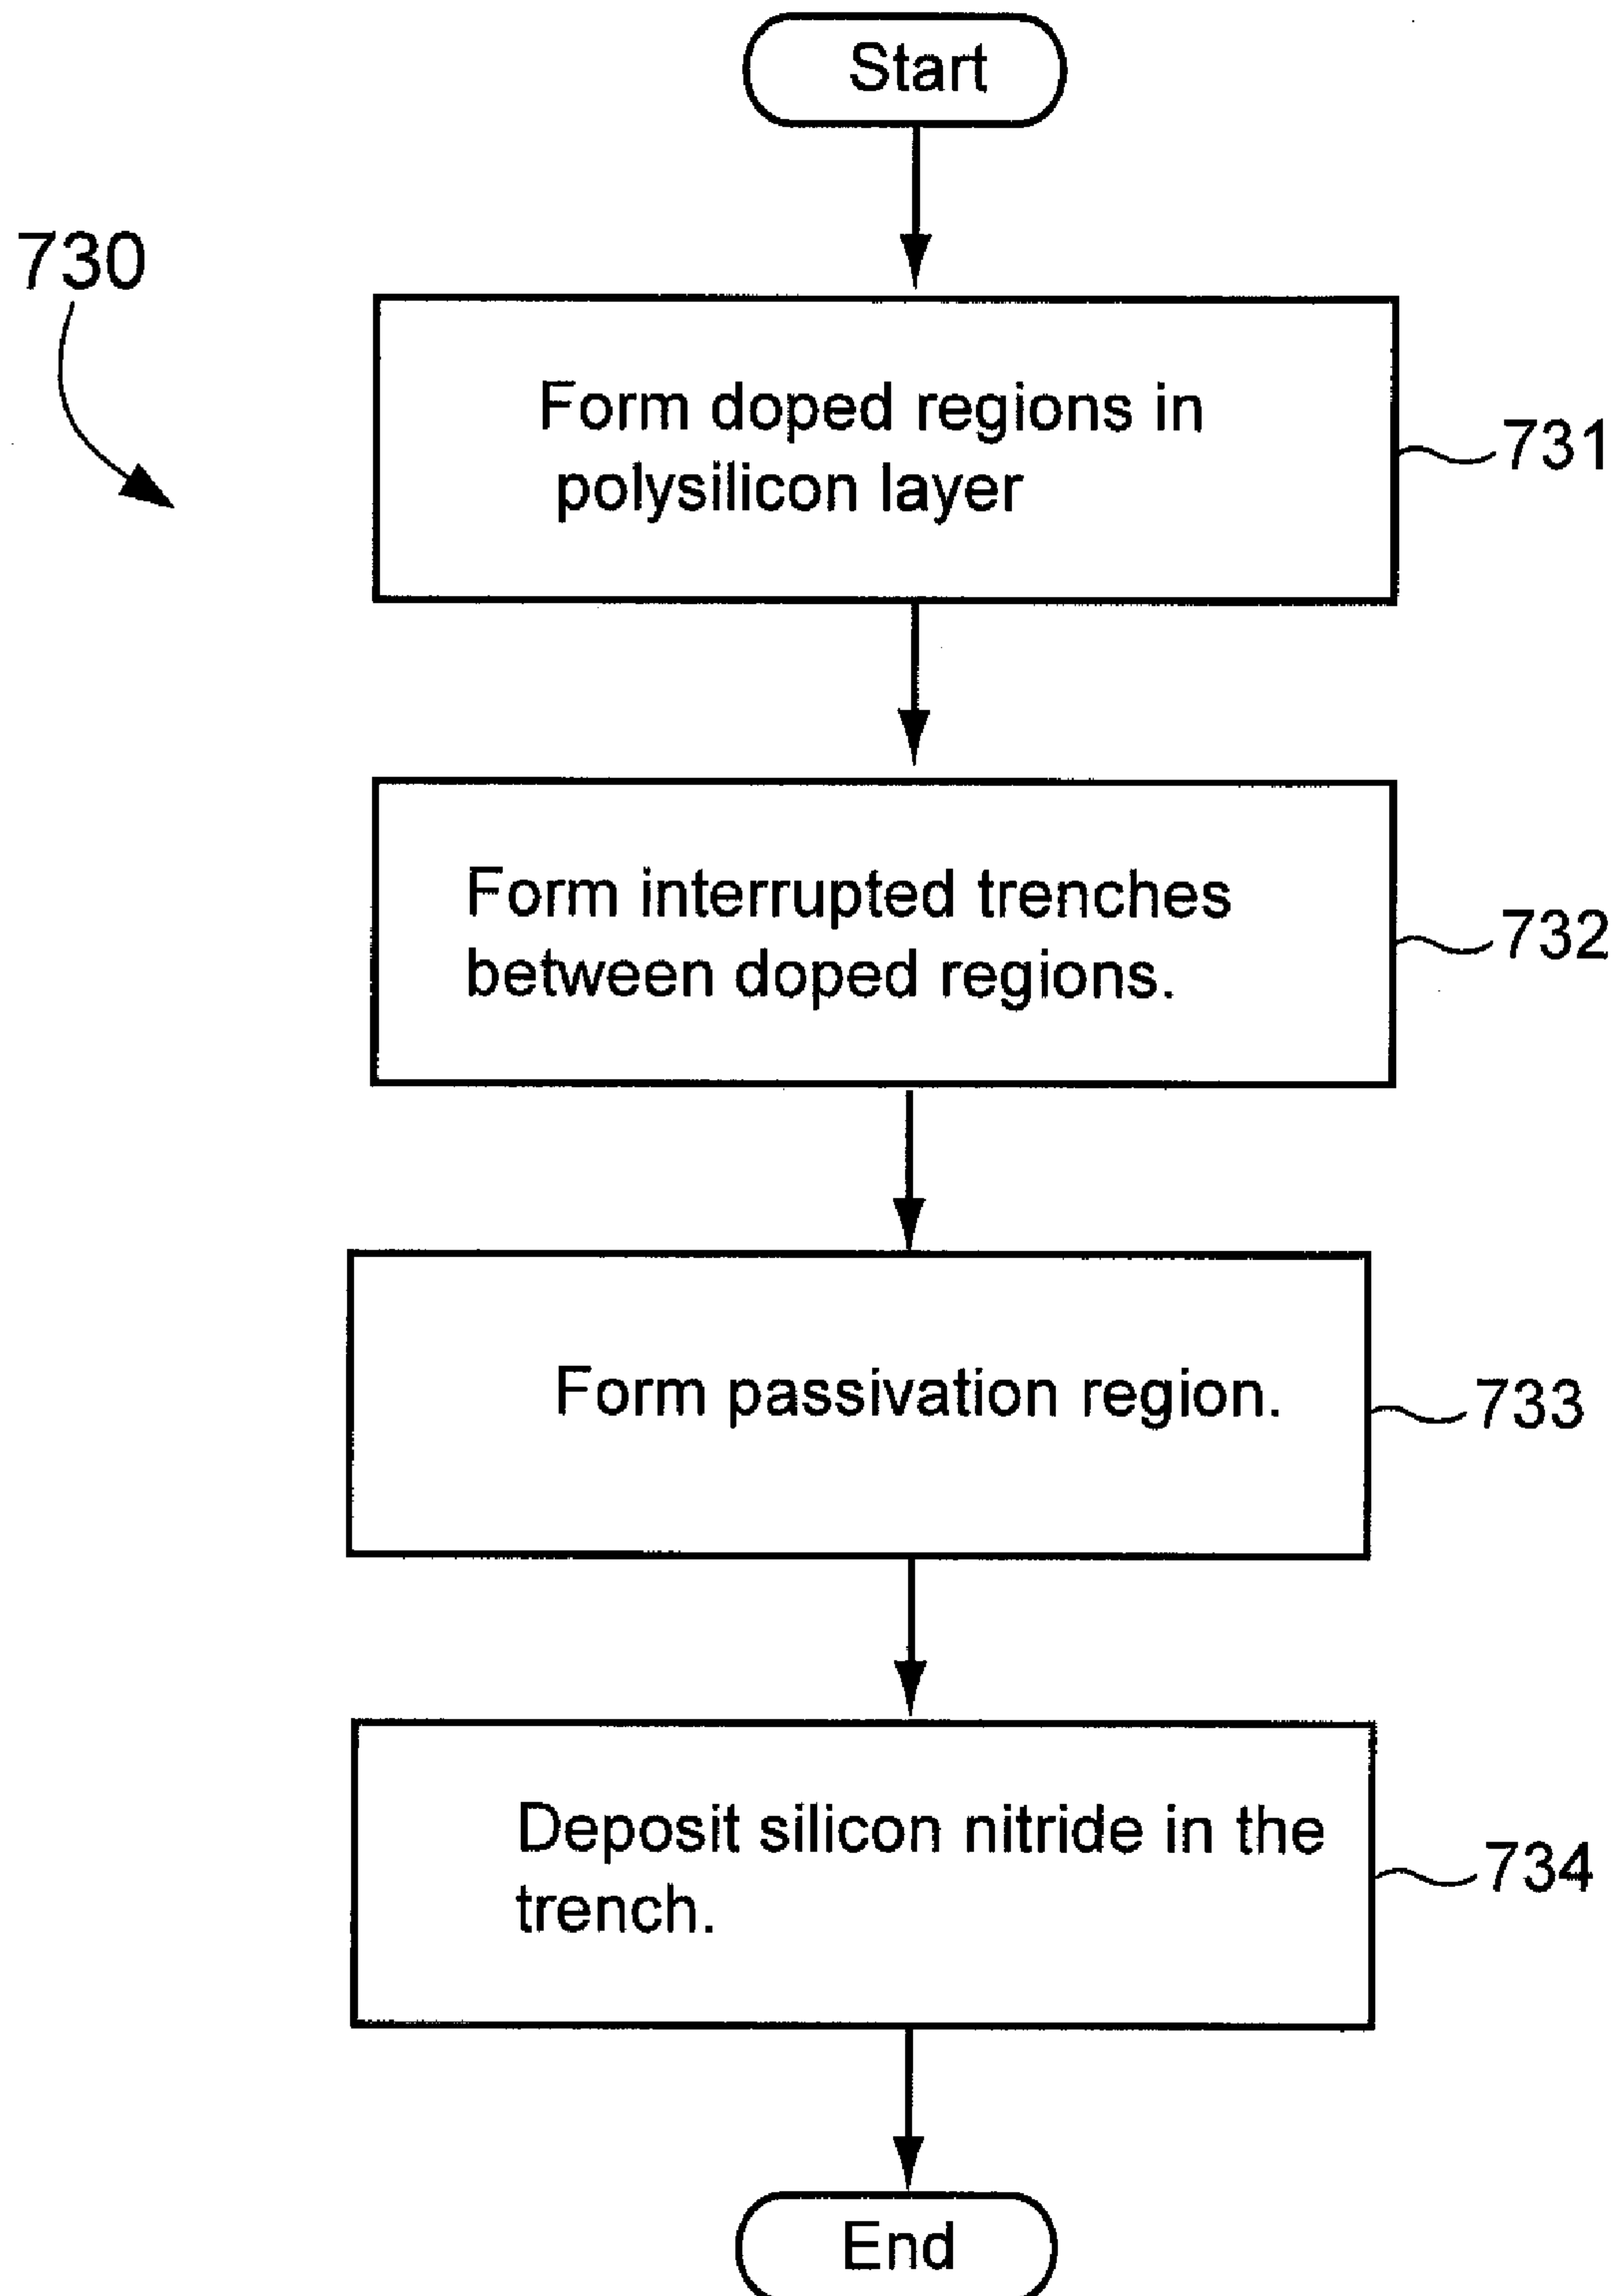 Start
730
Form doped regions in
polysilicon layer
731
Form interrupted trenches
between doped regions.
732
Form passivation region.
733
Deposit silicon nitride in the
trench.
734
End